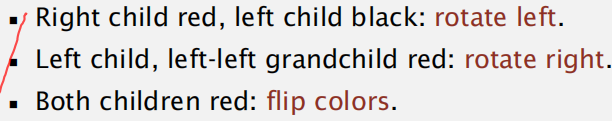 ▪ Right child red, left child black: rotate left.
▪ Left child, left-left grandchild red: rotate right.
▪ Both children red: flip colors.